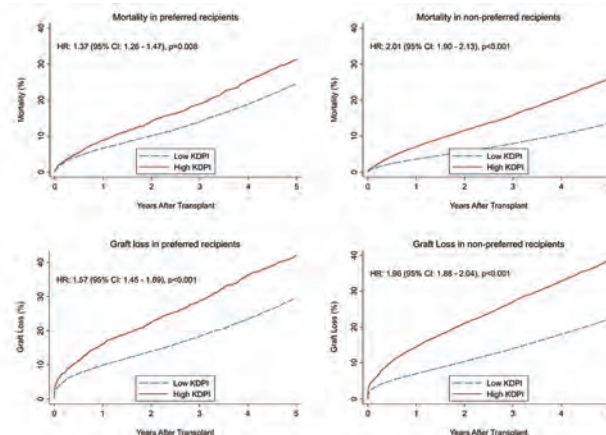 Mortality in preferred recipients
HR: 1.37 (95% CI: 1.26 - 1.47), p=0.008
Mortality (%)
40
30
20
10
0
Low KDPI
High KDPI
0 1 2 3 4 5
Years After Transplant
Mortality in non-preferred recipients
HR: 2.01 (95% CI: 1.90 - 2.13), p<0.001
Mortality (%)
40
30
20
10
0
Low KDPI
High KDPI
0 1 2 3 4 5
Years After Transplant
Graft loss in preferred recipients
HR: 1.57 (95% CI: 1.45 - 1.69), p<0.001
Graft Loss (%)
40
30
20
10
0
Low KDPI
High KDPI
0 1 2 3 4 5
Years After Transplant
Graft Loss in non-preferred recipients
HR: 1.96 (95% CI: 1.88 - 2.04), p<0.001
Graft Loss (%)
40
30
20
10
0
Low KDPI
High KDPI
0 1 2 3 4 5
Years After Transplant